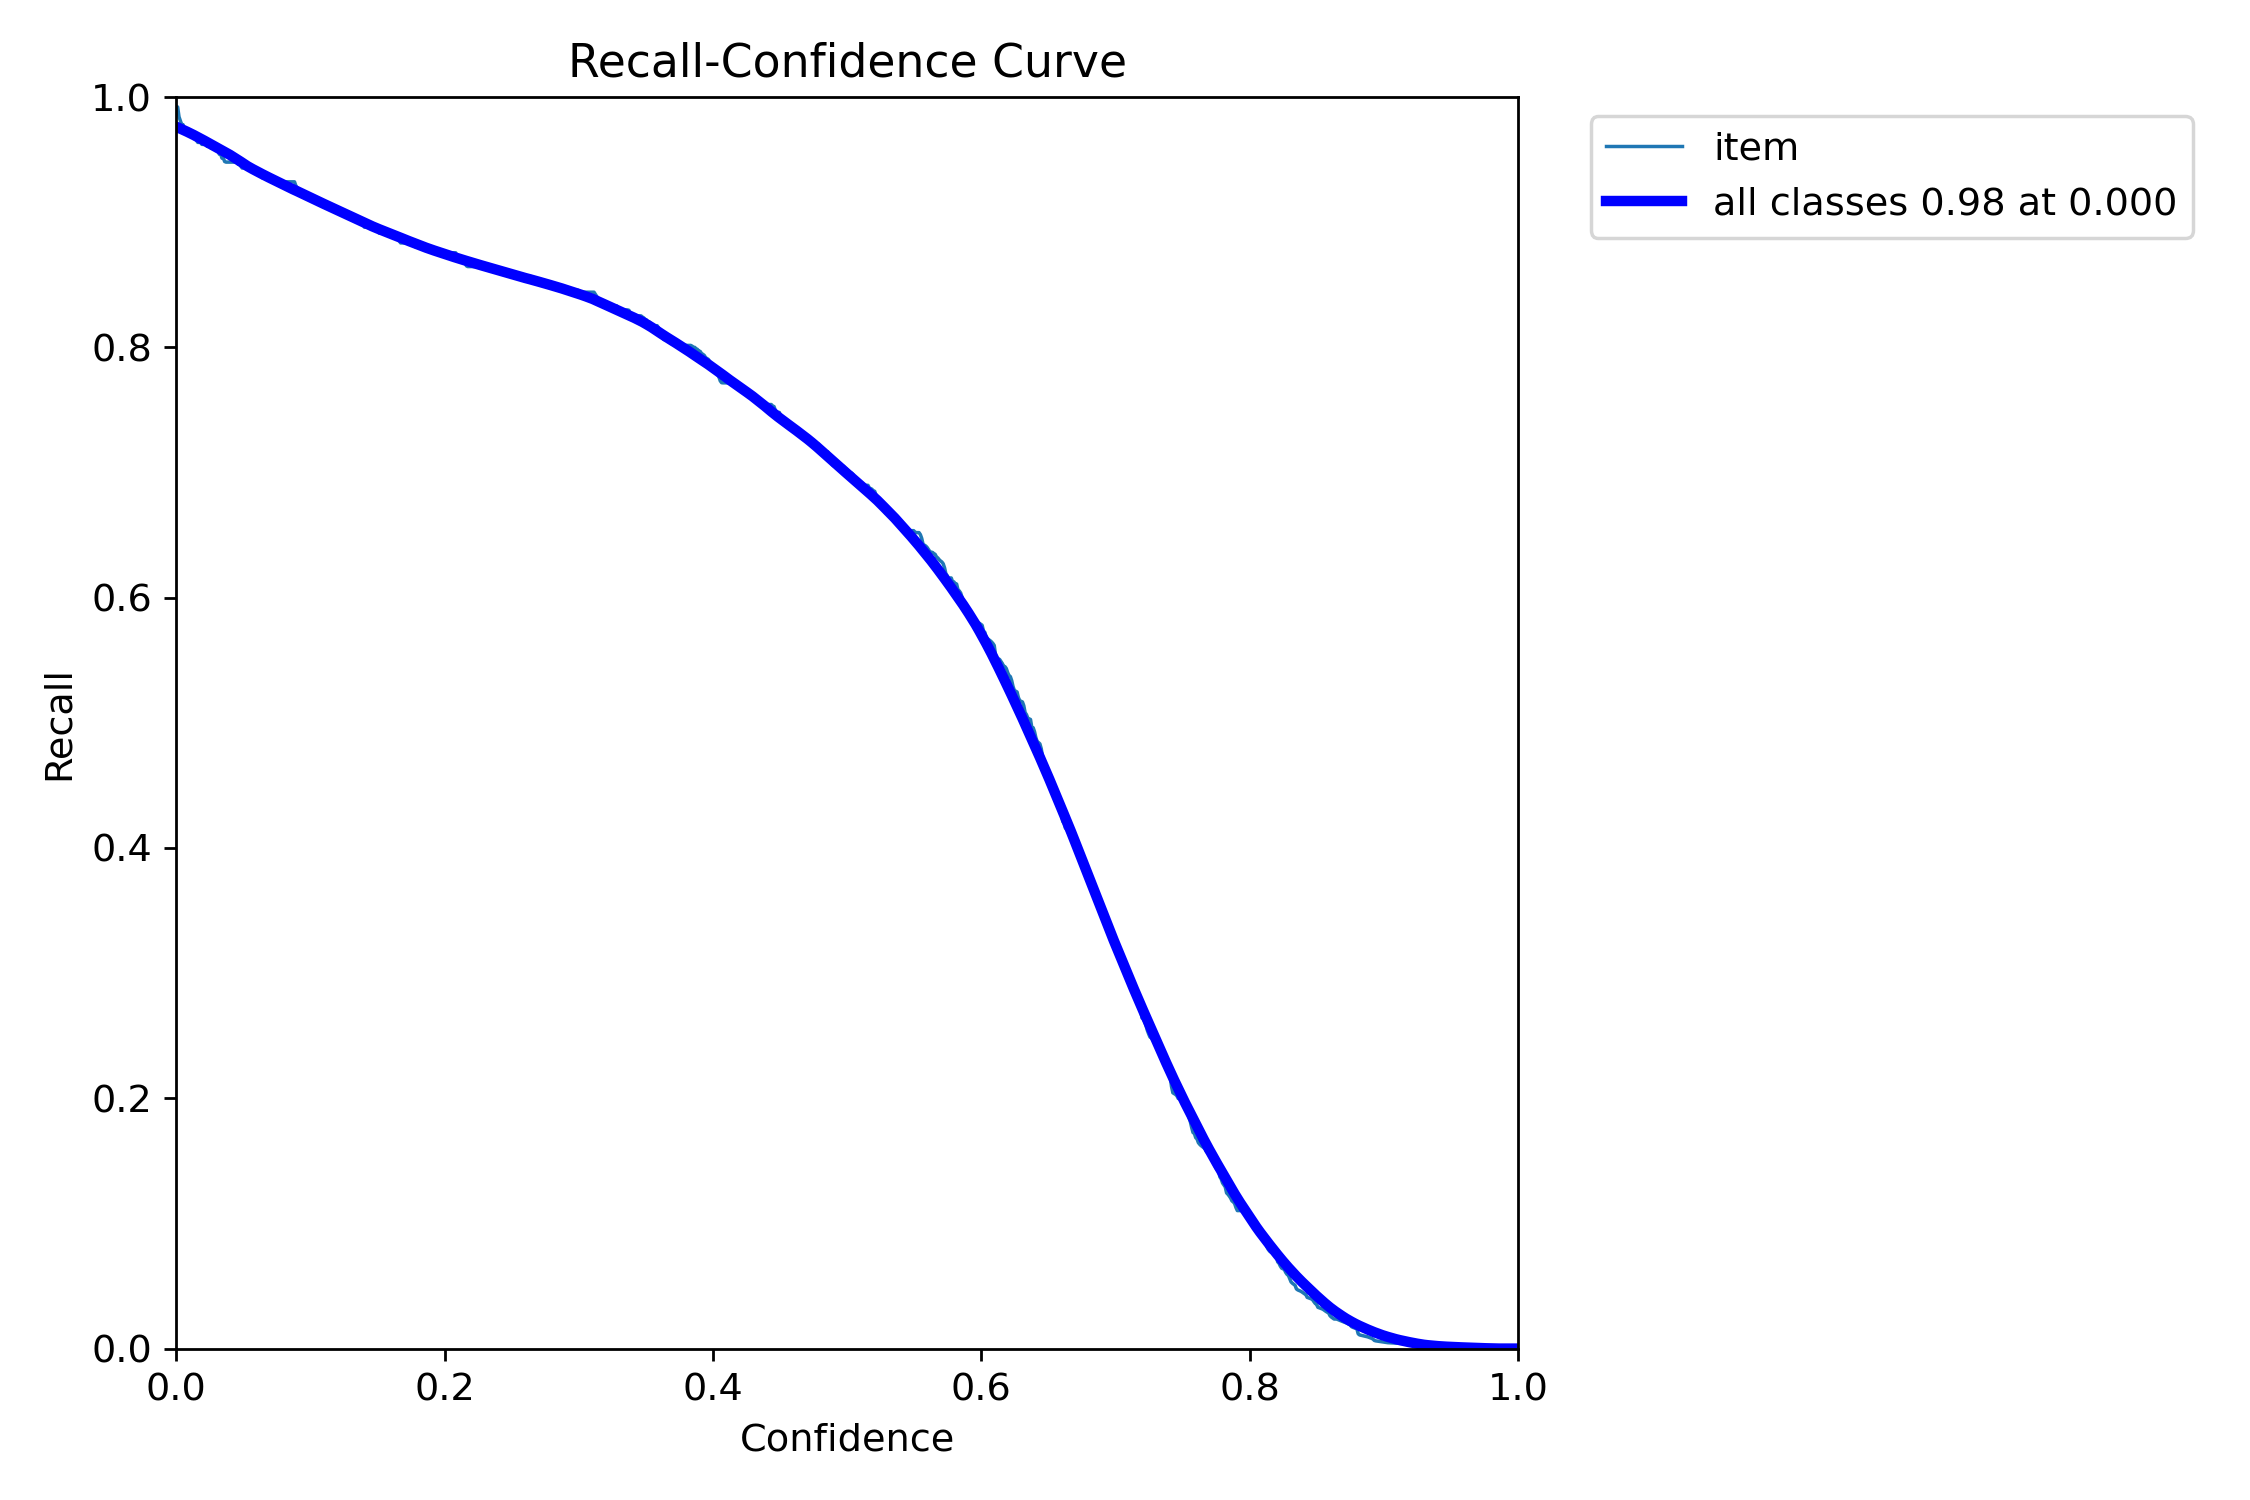 Recall-Confidence Curve
item
all classes 0.98 at 0.000
1.0
0.8
0.6
0.4
0.2
0.0
Recall
0.0 0.2 0.4 0.6 0.8 1.0
Confidence